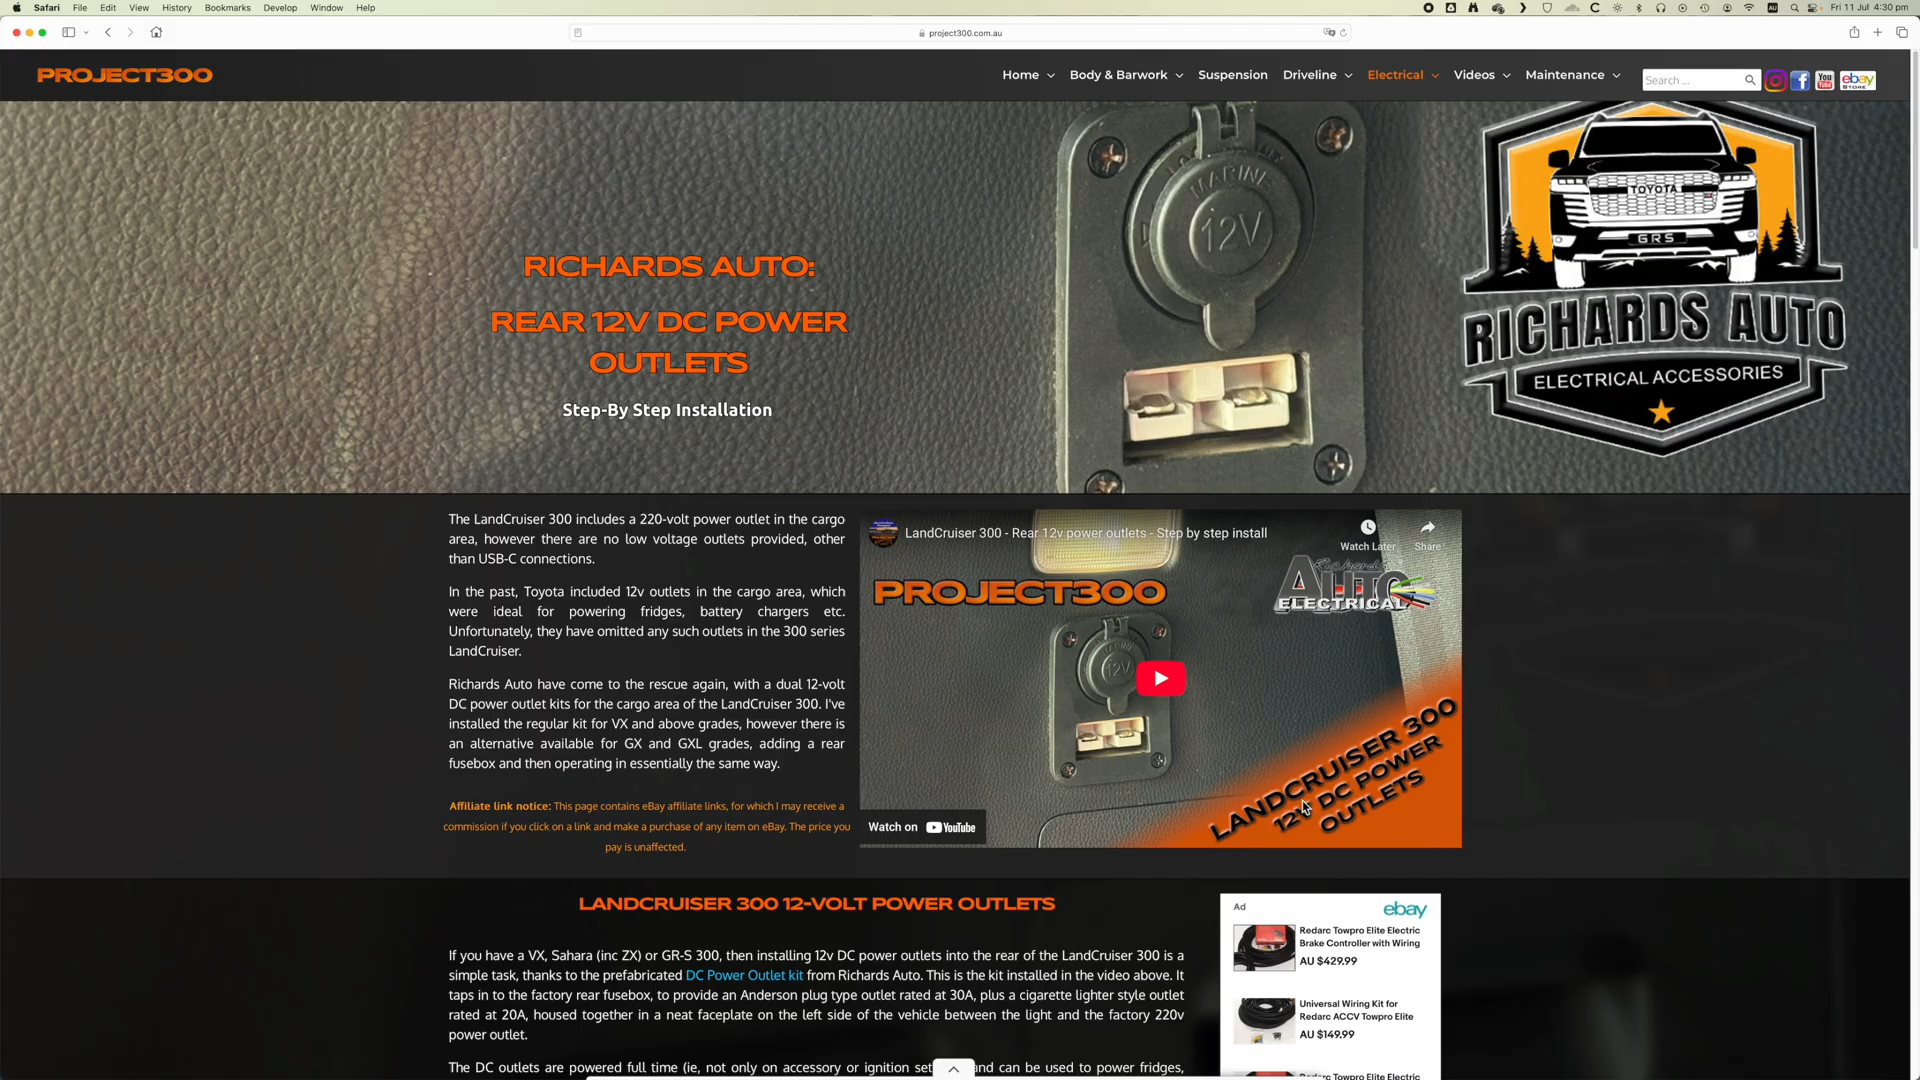 Safari File Edit View History Bookmarks Develop Window Help
Fri 11 Jul 4:30 pm
project300.com.au
PROJECT300
Home Body & Barwork Suspension Driveline Electrical Videos Maintenance
Search ...
You Tube
ebay STORE
MARINE
12V
TOYOTA
GRS
RICHARDS AUTO
ELECTRICAL ACCESSORIES
RICHARDS AUTO:
REAR 12V DC POWER
OUTLETS
Step-By Step Installation
The LandCruiser 300 includes a 220-volt power outlet in the cargo
area, however there are no low voltage outlets provided, other
than USB-C connections.
In the past, Toyota included 12v outlets in the cargo area, which
were ideal for powering fridges, battery chargers etc.
Unfortunately, they have omitted any such outlets in the 300 series
LandCruiser.
Richards Auto have come to the rescue again, with a dual 12-volt
DC power outlet kits for the cargo area of the LandCruiser 300. I've
installed the regular kit for VX and above grades, however there is
an alternative available for GX and GXL grades, adding a rear
fusebox and then operating in essentially the same way.
Affiliate link notice: This page contains eBay affiliate links, for which I may receive a
commission if you click on a link and make a purchase of any item on eBay. The price you
pay is unaffected.
LandCruiser 300 - Rear 12v power outlets - Step by step install
Watch Later
Share
PROJECT300
Richards
AUTO
ELECTRICAL
12V
LANDCRUISER 300
12V DC POWER
OUTLETS
Watch on YouTube
LANDCRUISER 300 12-VOLT POWER OUTLETS
If you have a VX, Sahara (inc ZX) or GR-S 300, then installing 12v DC power outlets into the rear of the LandCruiser 300 is a
simple task, thanks to the prefabricated DC Power Outlet kit from Richards Auto. This is the kit installed in the video above. It
taps in to the factory rear fusebox, to provide an Anderson plug type outlet rated at 30A, plus a cigarette lighter style outlet
rated at 20A, housed together in a neat faceplate on the left side of the vehicle between the light and the factory 220v
power outlet.
The DC outlets are powered full time (ie, not only on accessory or ignition set and can be used to power fridges,
Ad
ebay
Redarc Towpro Elite Electric
Brake Controller with Wiring
AU $429.99
Universal Wiring Kit for
Redarc ACCV Towpro Elite
AU $149.99
Redarc Towpro Elite Electric